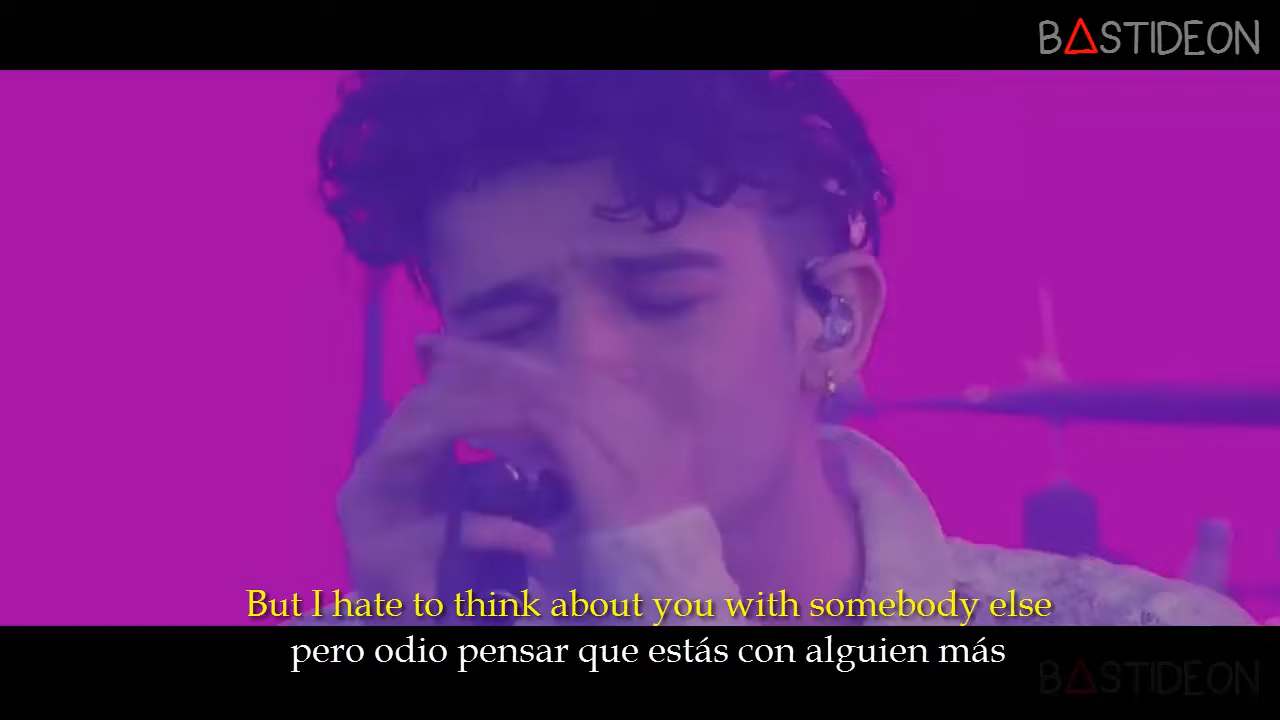 BASTIDEON
But I hate to think about you with somebody else
pero odio pensar que estás con alguien más
BASTIDEON